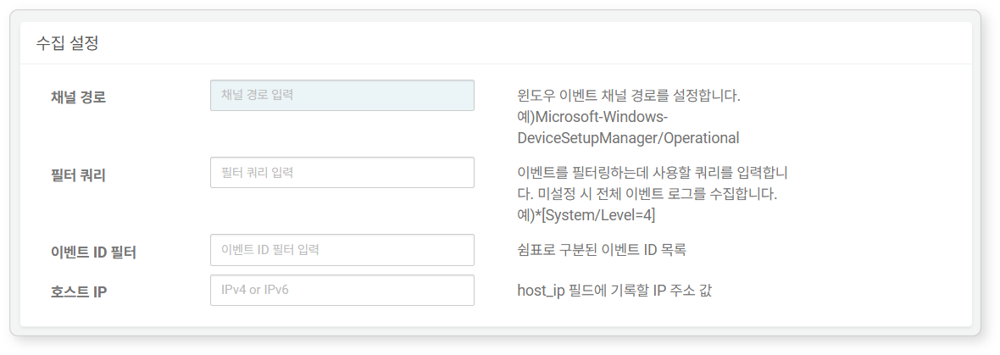 수집 설정
채널 경로
채널 경로 입력
윈도우 이벤트 채널 경로를 설정합니다.
예)Microsoft-Windows-
DeviceSetupManager/Operational
필터 쿼리
필터 쿼리 입력
이벤트를 필터링하는데 사용할 쿼리를 입력합니
다. 미설정 시 전체 이벤트 로그를 수집합니다.
예)*[System/Level=4]
이벤트 ID 필터
이벤트 ID 필터 입력
쉼표로 구분된 이벤트 ID 목록
호스트 IP
IPv4 or IPv6
host_ip 필드에 기록할 IP 주소 값